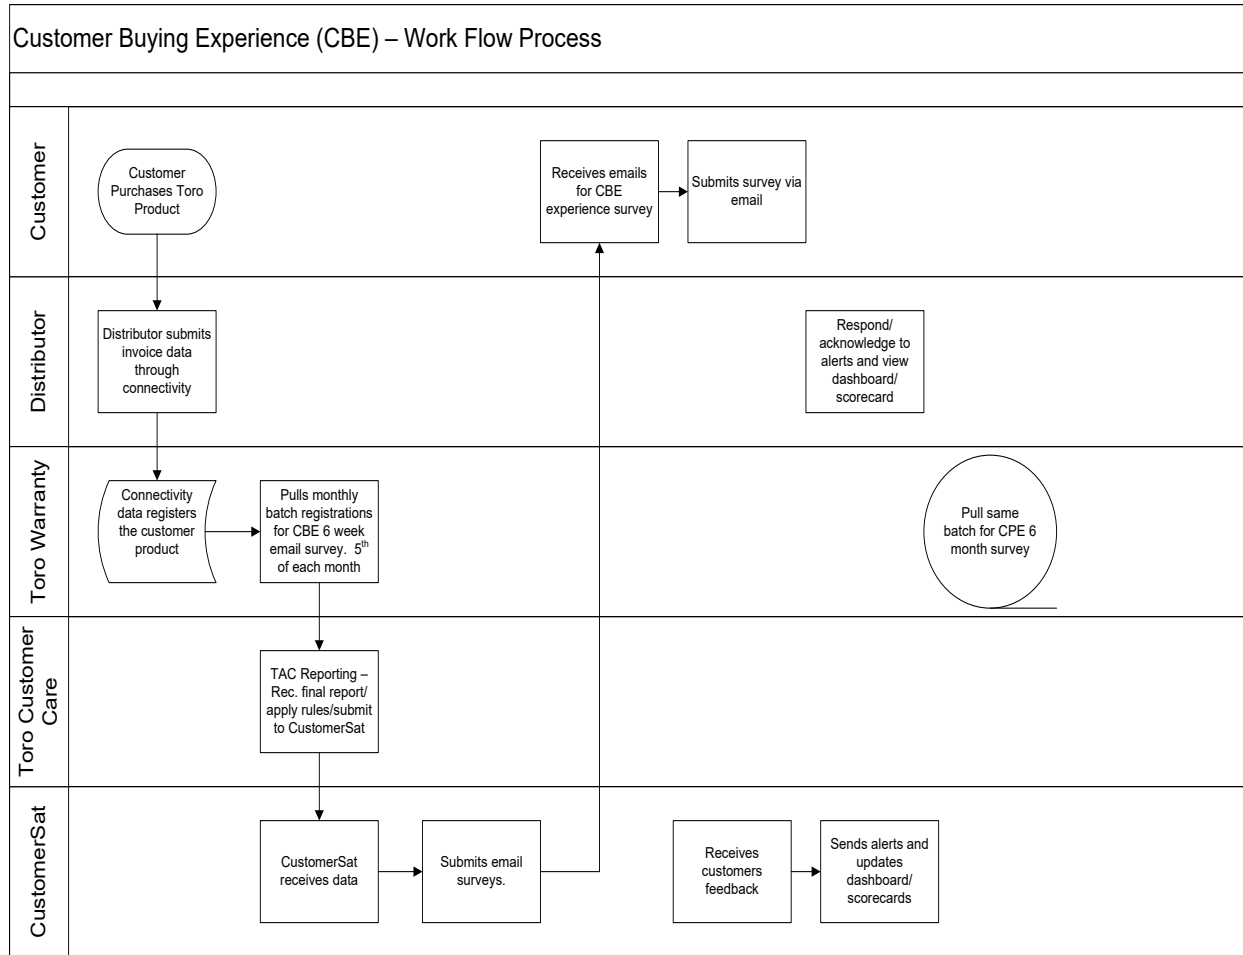 Customer Buying Experience (CBE) – Work Flow Process
Customer
Customer
Purchases Toro
Product
Receives emails
for CBE
experience survey
Submits survey via
email
Distributor
Distributor submits
invoice data
through
connectivity
Respond/
acknowledge to
alerts and view
dashboard/
scorecard
Toro Warranty
Connectivity
data registers
the customer
product
Pulls monthly
batch registrations
for CBE 6 week
email survey.  5th
of each month
Pull same
batch for CPE 6
month survey
Toro Customer
Care
TAC Reporting –
Rec. final report/
apply rules/submit
to CustomerSat
CustomerSat
CustomerSat
receives data
Submits email
surveys.
Receives
customers
feedback
Sends alerts and
updates
dashboard/
scorecards